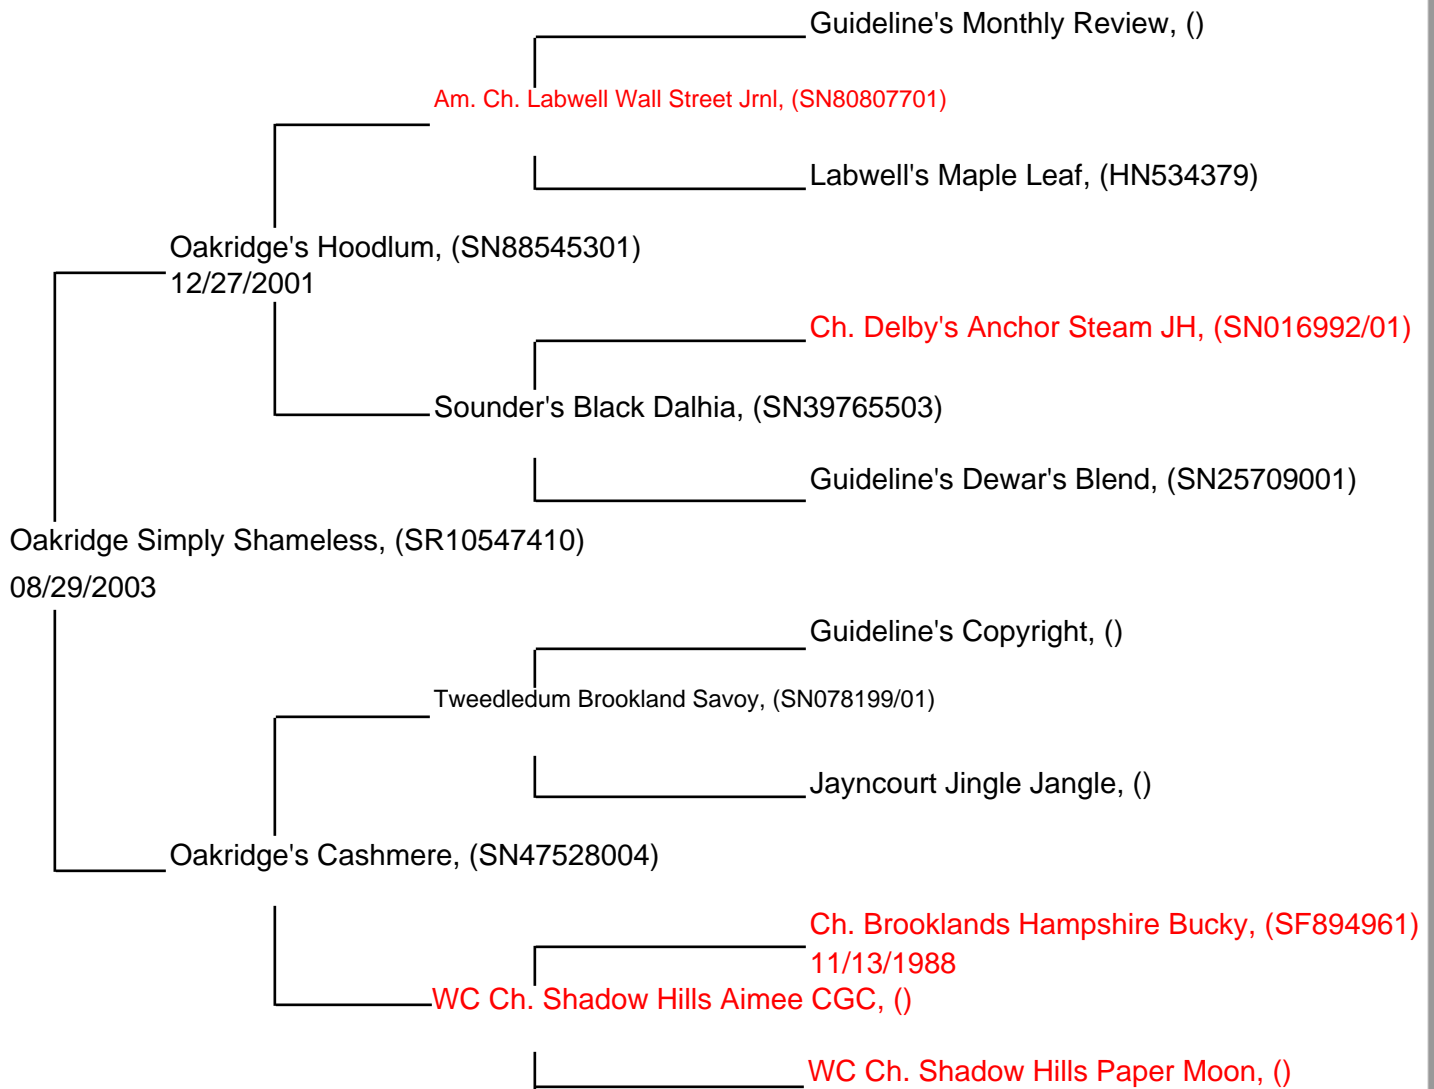 Guideline's Monthly Review, ()
Am. Ch. Labwell Wall Street Jrnl, (SN80807701)
Labwell's Maple Leaf, (HN534379)
Oakridge's Hoodlum, (SN88545301)
12/27/2001
Ch. Delby's Anchor Steam JH, (SN016992/01)
Sounder's Black Dalhia, (SN39765503)
Guideline's Dewar's Blend, (SN25709001)
Oakridge Simply Shameless, (SR10547410)
08/29/2003
Guideline's Copyright, ()
Tweedledum Brookland Savoy, (SN078199/01)
Jayncourt Jingle Jangle, ()
Oakridge's Cashmere, (SN47528004)
Ch. Brooklands Hampshire Bucky, (SF894961)
11/13/1988
WC Ch. Shadow Hills Aimee CGC, ()
WC Ch. Shadow Hills Paper Moon, ()